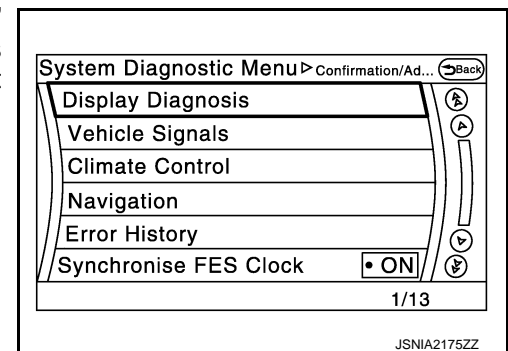 System Diagnostic Menu▷Confirmation/Ad... Back
Display Diagnosis
Vehicle Signals
Climate Control
Navigation
Error History
Synchronise FES Clock • ON
1/13
JSNIA2175ZZ